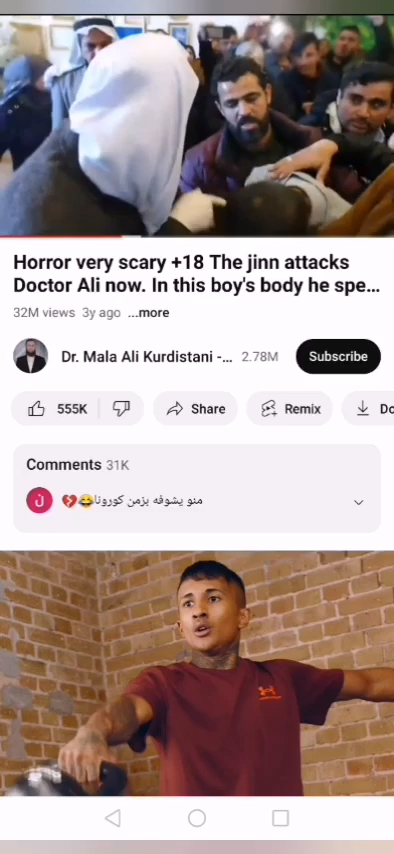 Horror very scary +18 The jinn attacks
Doctor Ali now. In this boy's body he spe...
32M views 3y ago ...more
Dr. Mala Ali Kurdistani -... 2.78M Subscribe
555K Share Remix Do
Comments 31K
ن منو يشوفه بزمن كورونا😂💔